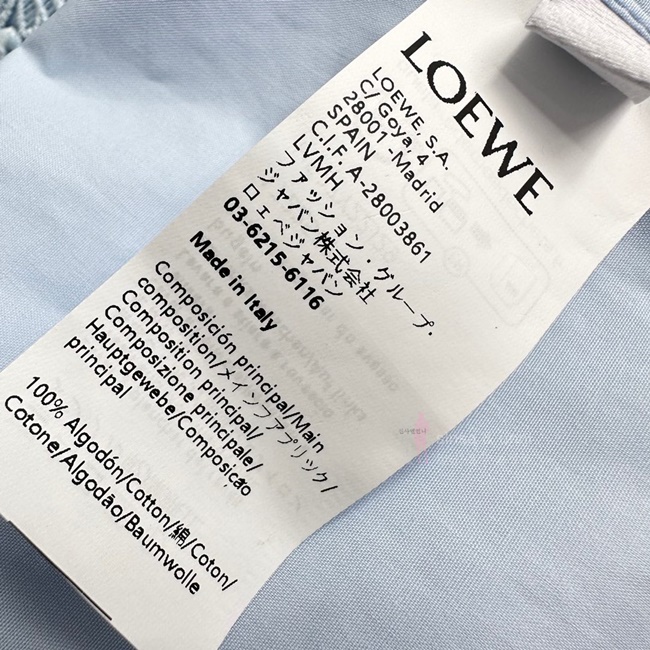 LOEWE
LOEWE, S.A.
C/ Goya, 4
28001 -Madrid
SPAIN
C.I.F. A-28003861
LVMH
ファッション・グループ・
ジャパン株式会社
ロエベジャパン
03-6215-6116
Made in Italy
Composición principal/Main
composition/メインファブリック/
Composition principal/
Composizione principale/
Hauptgewebe/Composicão
principal
100% Algodón/Cotton/綿/Coton/
Cotone/Algodão/Baumwolle